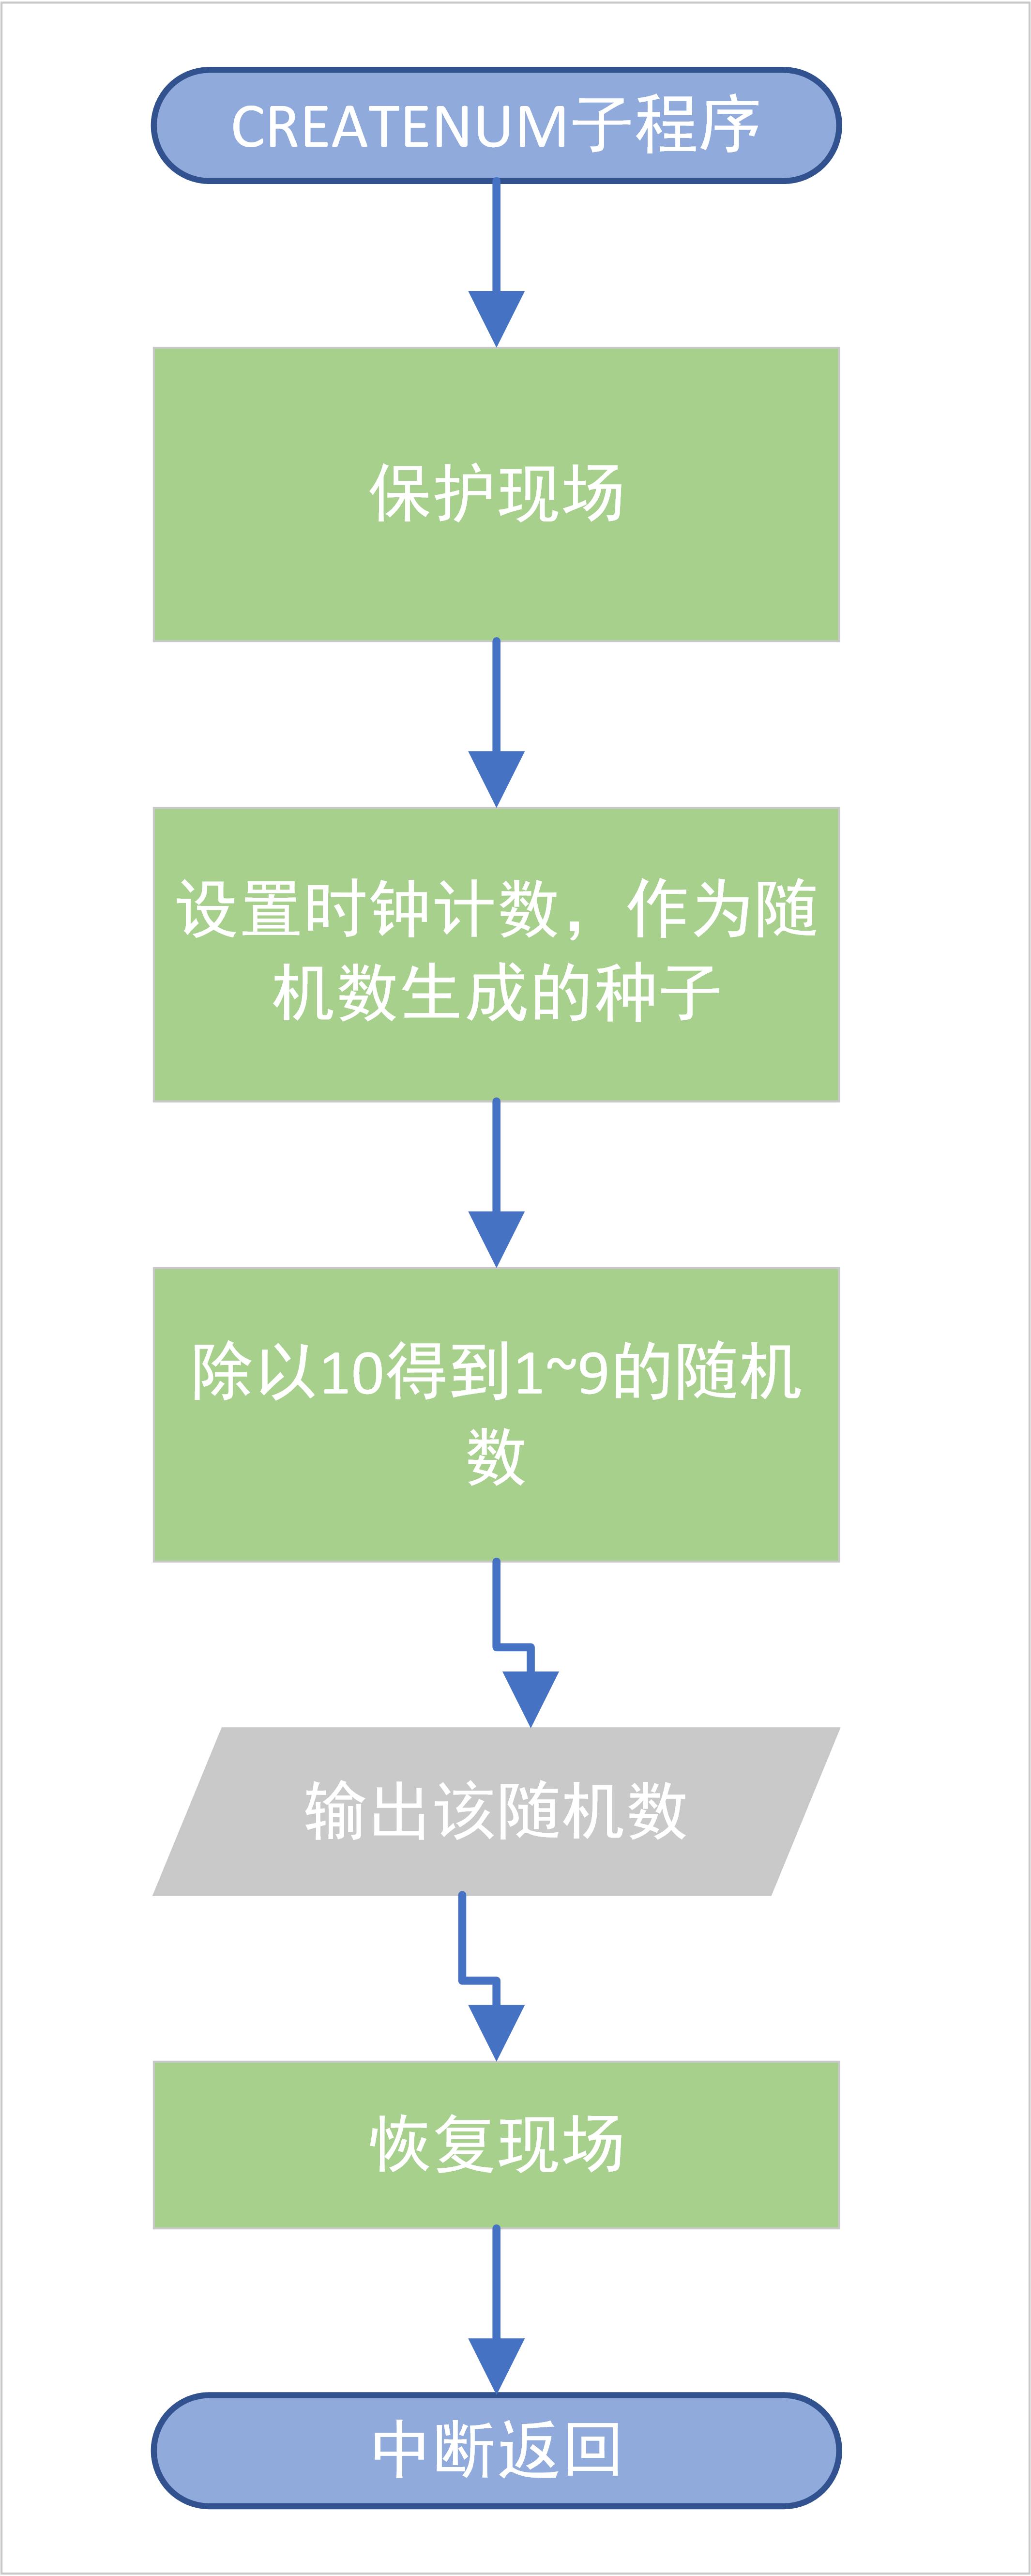 CREATENUM子程序
保护现场
设置时钟计数，作为随
机数生成的种子
除以10得到1~9的随机
数
输出该随机数
恢复现场
中断返回